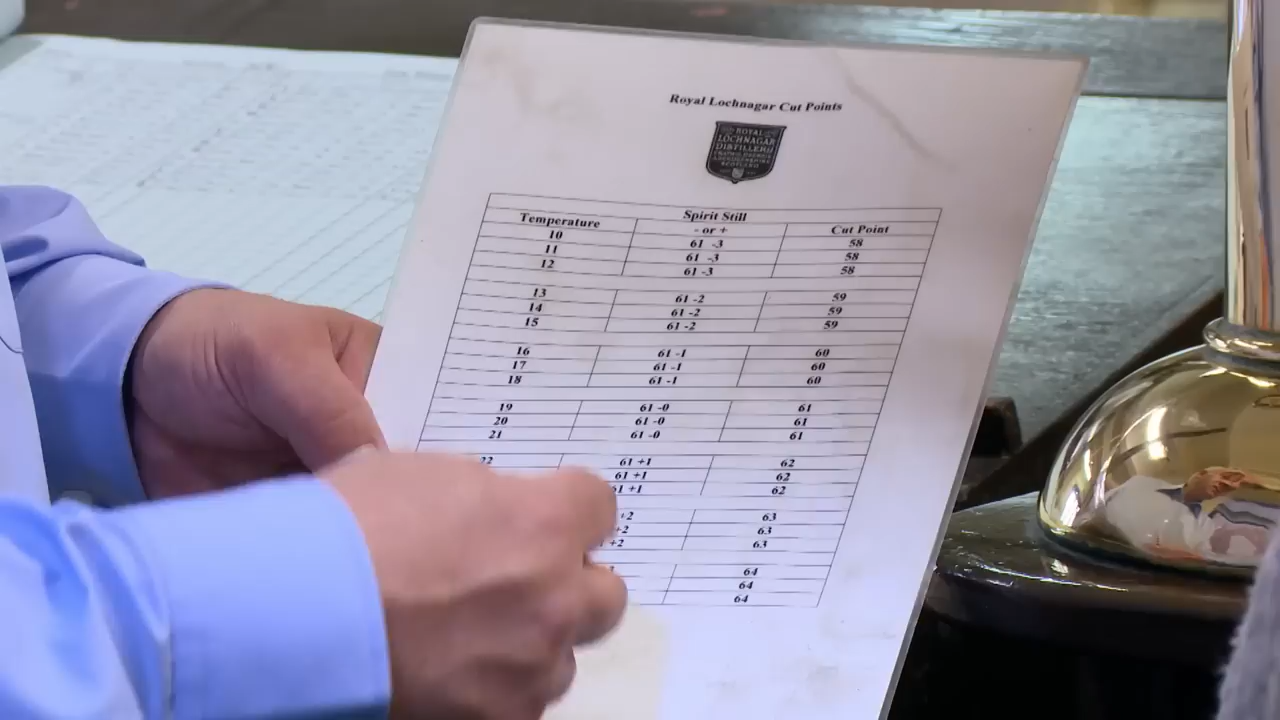 Royal Lochnagar Cut Points
ROYAL
LOCHNAGAR
DISTILLERY
SCOTLAND
Temperature Spirit Still
- or + Cut Point
10 61 -3 58
11 61 -3 58
12 61 -3 58
13 61 -2 59
14 61 -2 59
15 61 -2 59
16 61 -1 60
17 61 -1 60
18 61 -1 60
19 61 -0 61
20 61 -0 61
21 61 -0 61
22 61 +1 62
61 +1 62
61 +1 62
+2 63
+2 63
+2 63
64
64
64